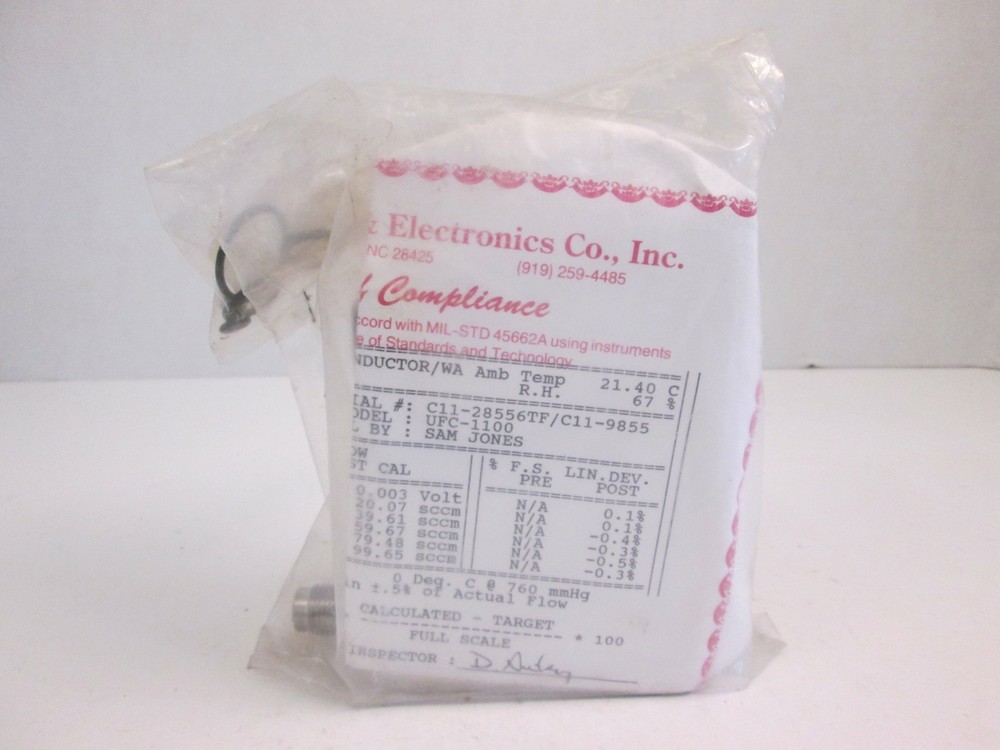 & Electronics Co., Inc.
NC 28425 (919) 259-4485
f Compliance
ccord with MIL-STD 45662A using instruments
e of Standards and Technology
NDUCTOR/WA Amb Temp 21.40 C
R.H. 67 %
IAL #: C11-28556TF/C11-9855
ODEL : UFC-1100
L BY : SAM JONES
OW % F.S. LIN.DEV.
ST CAL PRE POST
0.003 Volt N/A 0.1%
20.07 sccm N/A 0.1%
39.61 sccm N/A -0.4%
59.67 sccm N/A -0.3%
79.48 sccm N/A -0.5%
99.65 sccm N/A -0.3%
0 Deg. C @ 760 mmHg
in ±.5% of Actual Flow
CALCULATED - TARGET
* 100
FULL SCALE
INSPECTOR : D.